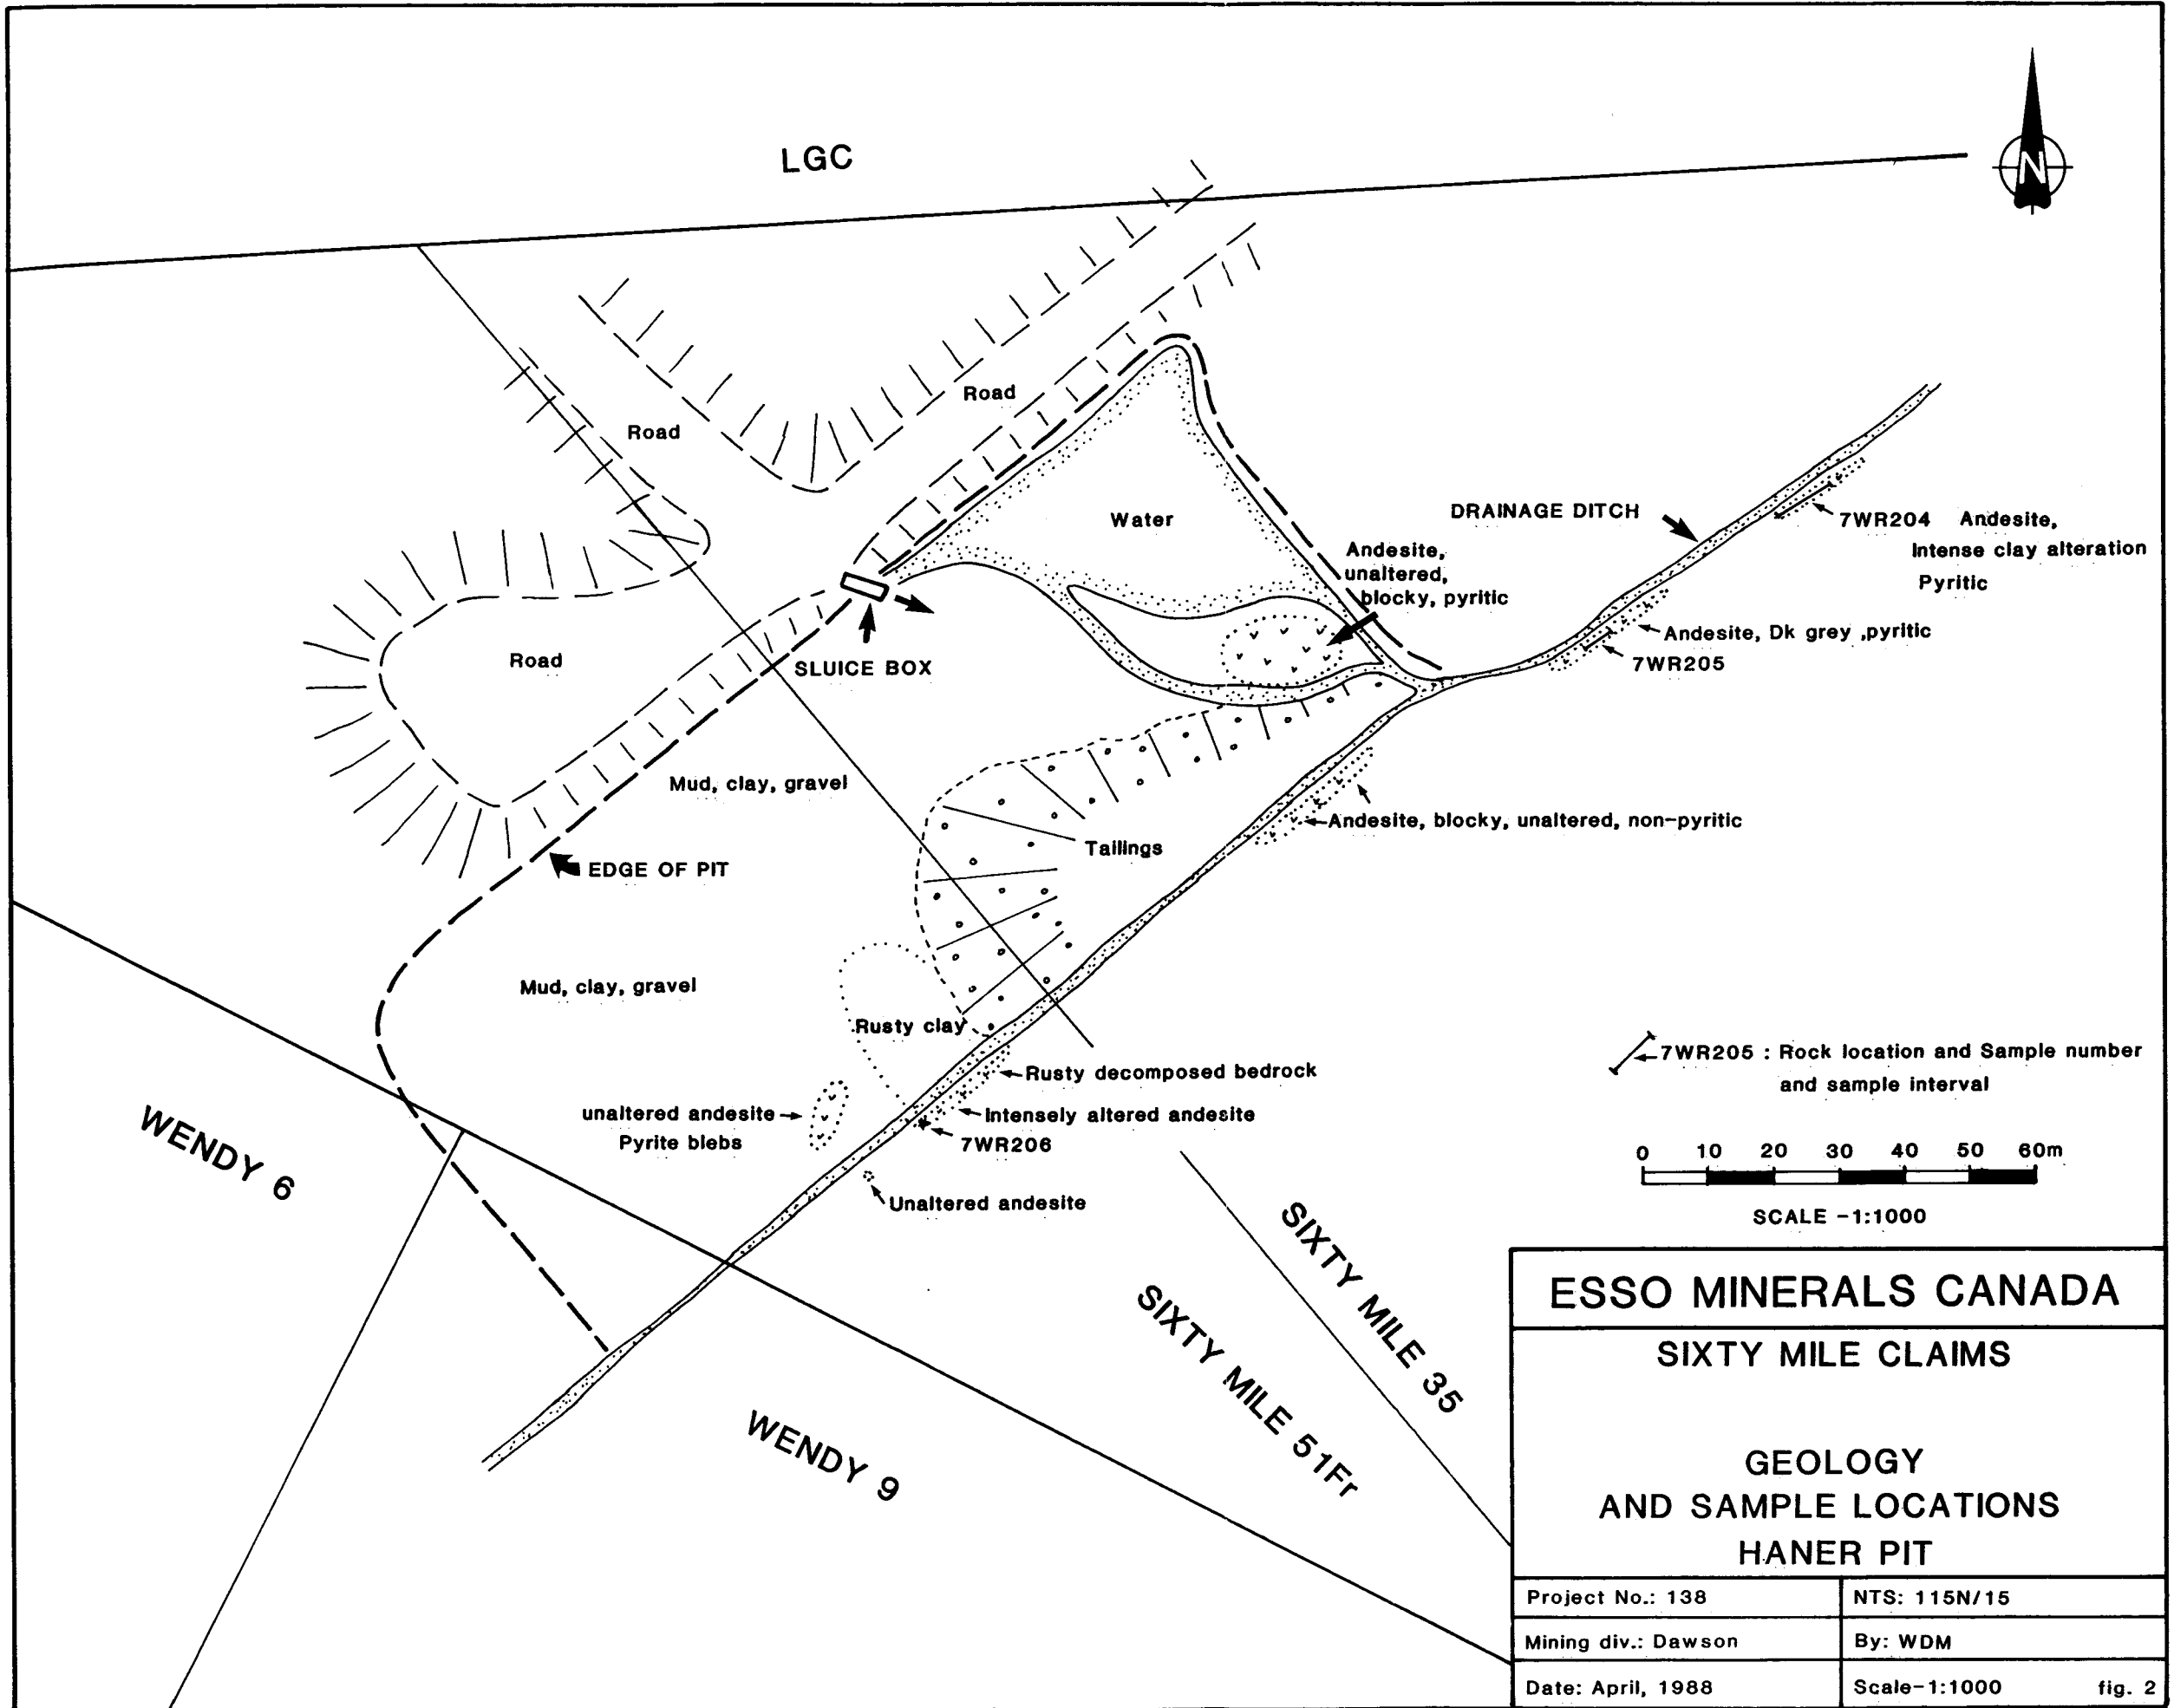 LGC
N
Road
Road
Water
DRAINAGE DITCH
7WR204 Andesite,
Intense clay alteration
Pyritic
Andesite,
unaltered,
blocky, pyritic
Andesite, Dk grey ,pyritic
7WR205
Road
SLUICE BOX
Mud, clay, gravel
Andesite, blocky, unaltered, non-pyritic
Tailings
EDGE OF PIT
Mud, clay, gravel
Rusty clay
Rusty decomposed bedrock
unaltered andesite
Pyrite blebs
Intensely altered andesite
7WR206
Unaltered andesite
7WR205 : Rock location and Sample number
and sample interval
0 10 20 30 40 50 60m
SCALE -1:1000
WENDY 6
WENDY 9
SIXTY MILE 35
SIXTY MILE 51Fr
ESSO MINERALS CANADA
SIXTY MILE CLAIMS
GEOLOGY
AND SAMPLE LOCATIONS
HANER PIT
Project No.: 138
NTS: 115N/15
Mining div.: Dawson
By: WDM
Date: April, 1988
Scale-1:1000 fig. 2